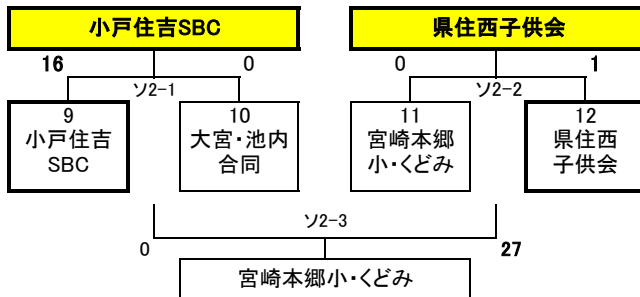 小戸住吉SBC 県住西子供会
16 0 0 1
ソ2-1 ソ2-2
9 10 11 12
小戸住吉 大宮・池内 宮崎本郷 県住西
SBC 合同 小・くどみ 子供会
ソ2-3
0 27
宮崎本郷小・くどみ